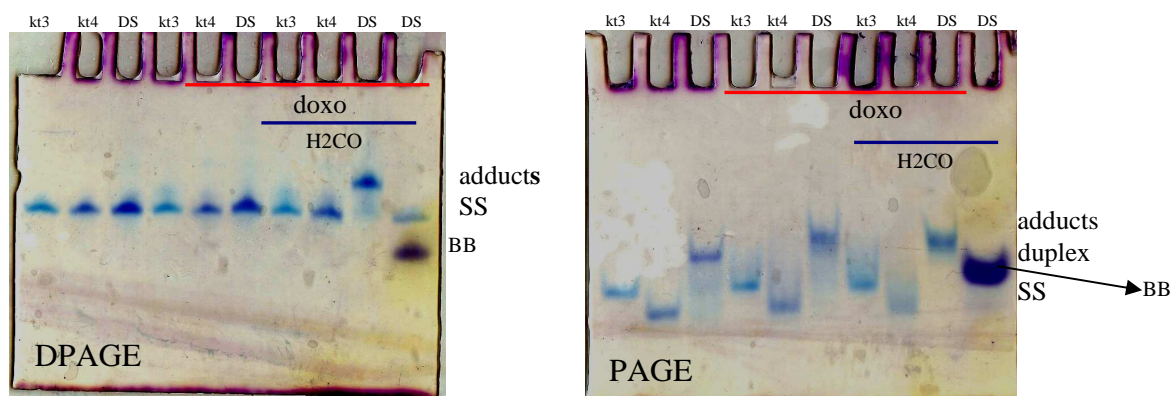 kt3 kt4 DS kt3 kt4 DS kt3 kt4 DS DS
doxo
H2CO
adducts
SS
BB
DPAGE
kt3 kt4 DS kt3 kt4 DS kt3 kt4 DS DS
doxo
H2CO
adducts
duplex
SS
BB
PAGE